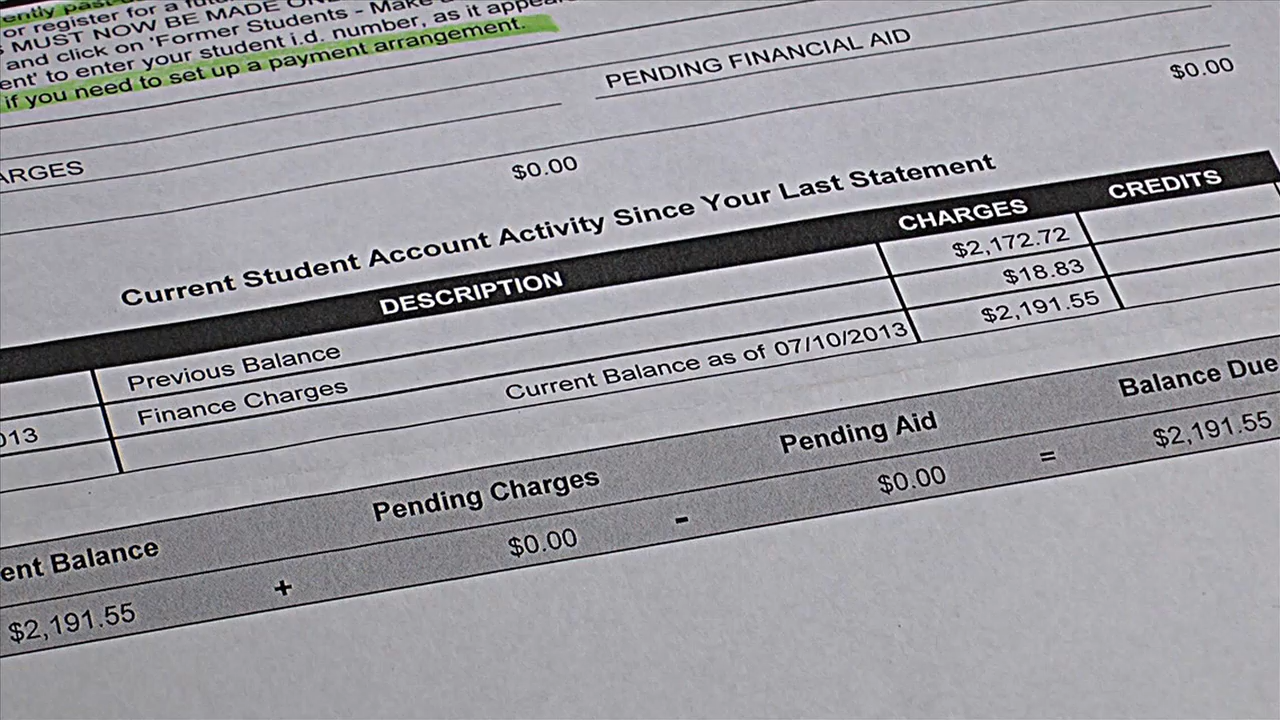 ently past
or register for a
MUST NOW BE MADE
and click on 'Former Students - Make
ent' to enter your student i.d. number, as it appea
if you need to set up a payment arrangement.
PENDING FINANCIAL AID
$0.00
ARGES
$0.00
Current Student Account Activity Since Your Last Statement
DESCRIPTION CHARGES CREDITS
Previous Balance $2,172.72
013 Finance Charges $18.83
Current Balance as of 07/10/2013 $2,191.55
ent Balance Pending Charges Pending Aid Balance Due
$2,191.55 + $0.00 - $0.00 = $2,191.55